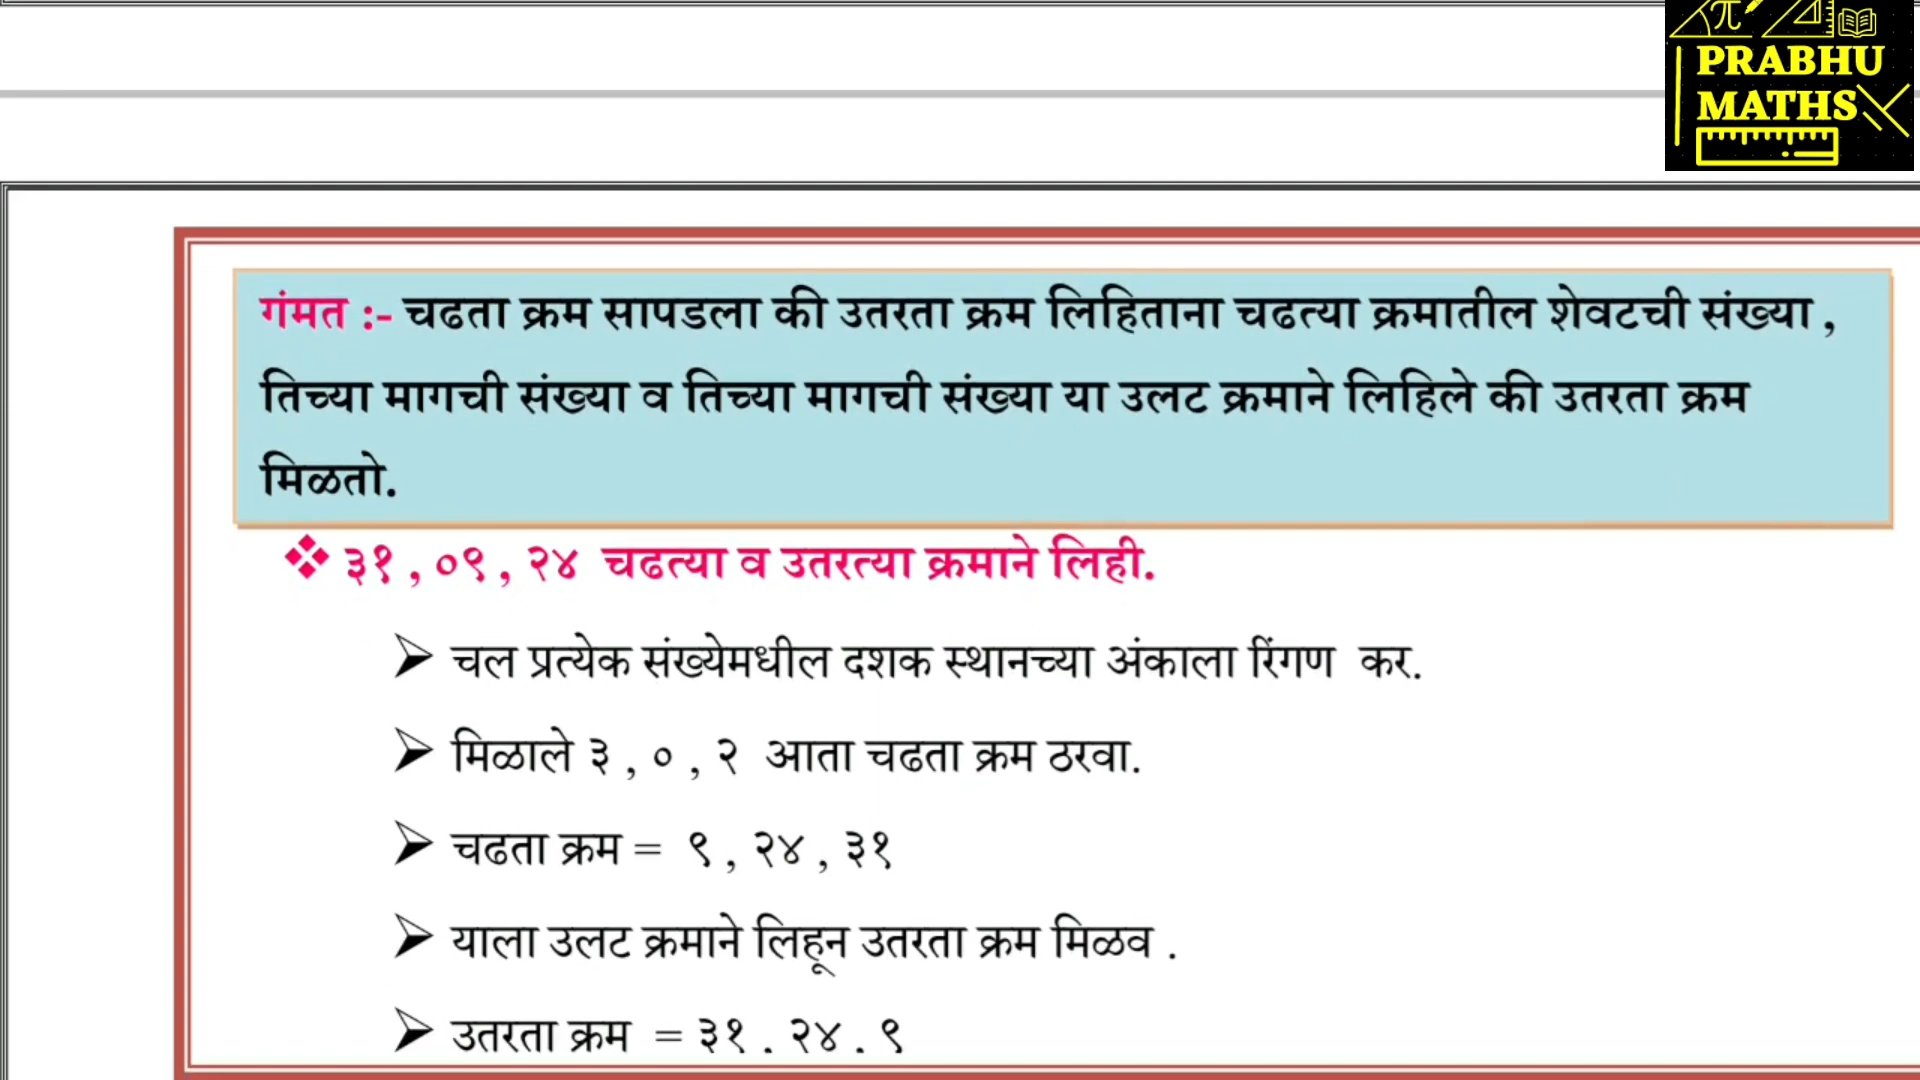 π
PRABHU
MATHS
गंमत :- चढता क्रम सापडला की उतरता क्रम लिहिताना चढत्या क्रमातील शेवटची संख्या ,
तिच्या मागची संख्या व तिच्या मागची संख्या या उलट क्रमाने लिहिले की उतरता क्रम
मिळतो.
❖ ३१ , ०९ , २४ चढत्या व उतरत्या क्रमाने लिही.
➢ चल प्रत्येक संख्येमधील दशक स्थानच्या अंकाला रिंगण कर.
➢ मिळाले ३ , ० , २ आता चढता क्रम ठरवा.
➢ चढता क्रम = ९ , २४ , ३१
➢ याला उलट क्रमाने लिहून उतरता क्रम मिळव .
➢ उतरता क्रम = ३१ , २४ , ९